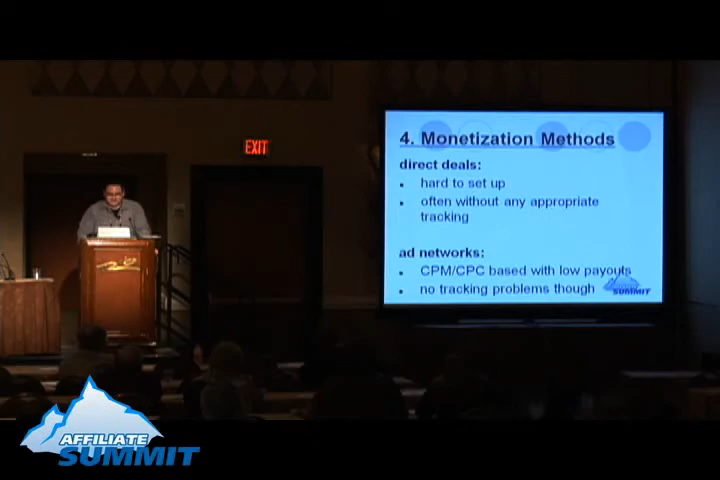 EXIT
4. Monetization Methods
direct deals:
• hard to set up
• often without any appropriate
tracking
ad networks:
• CPM/CPC based with low payouts
• no tracking problems though
SUMMIT
AFFILIATE
SUMMIT